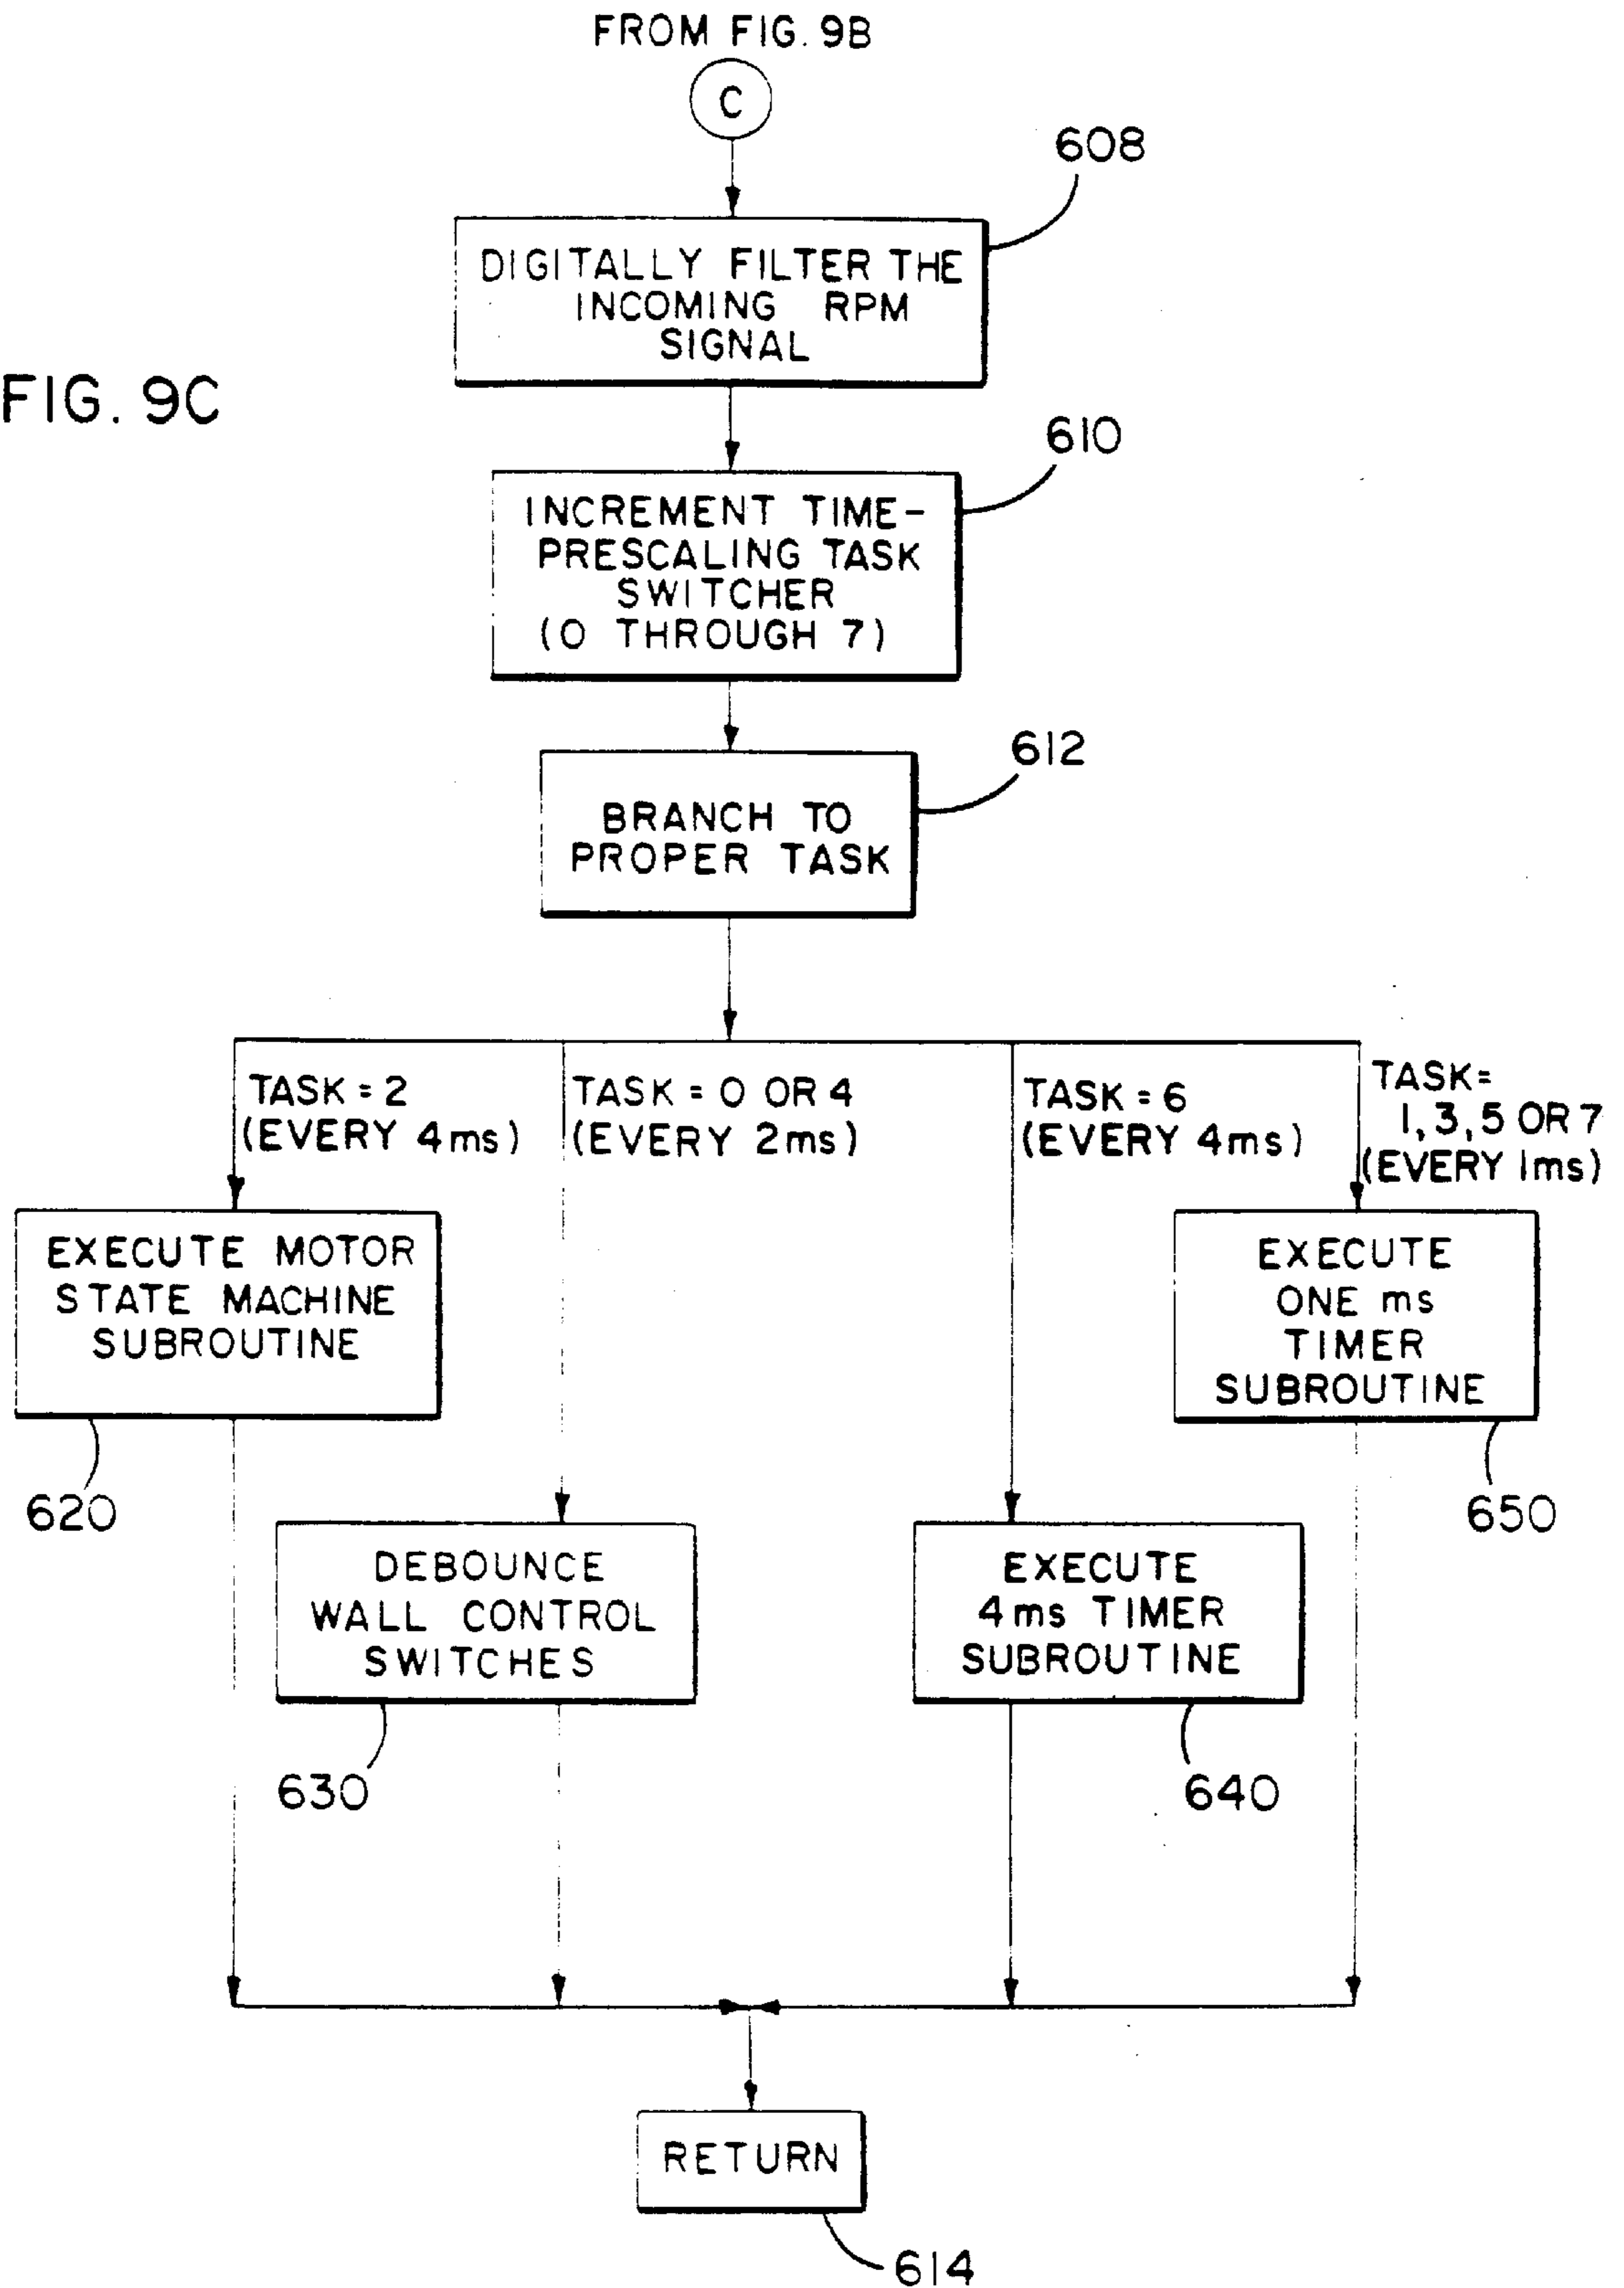 FROM FIG. 9B
C
608
DIGITALLY FILTER THE
INCOMING RPM
SIGNAL
FIG. 9C
610
INCREMENT TIME-
PRESCALING TASK
SWITCHER
(0 THROUGH 7)
612
BRANCH TO
PROPER TASK
TASK = 2
(EVERY 4ms)
TASK = 0 OR 4
(EVERY 2ms)
TASK = 6
(EVERY 4ms)
TASK=
1,3,5 OR 7
(EVERY 1ms)
EXECUTE MOTOR
STATE MACHINE
SUBROUTINE
620
EXECUTE
ONE ms
TIMER
SUBROUTINE
650
DEBOUNCE
WALL CONTROL
SWITCHES
630
EXECUTE
4ms TIMER
SUBROUTINE
640
RETURN
614